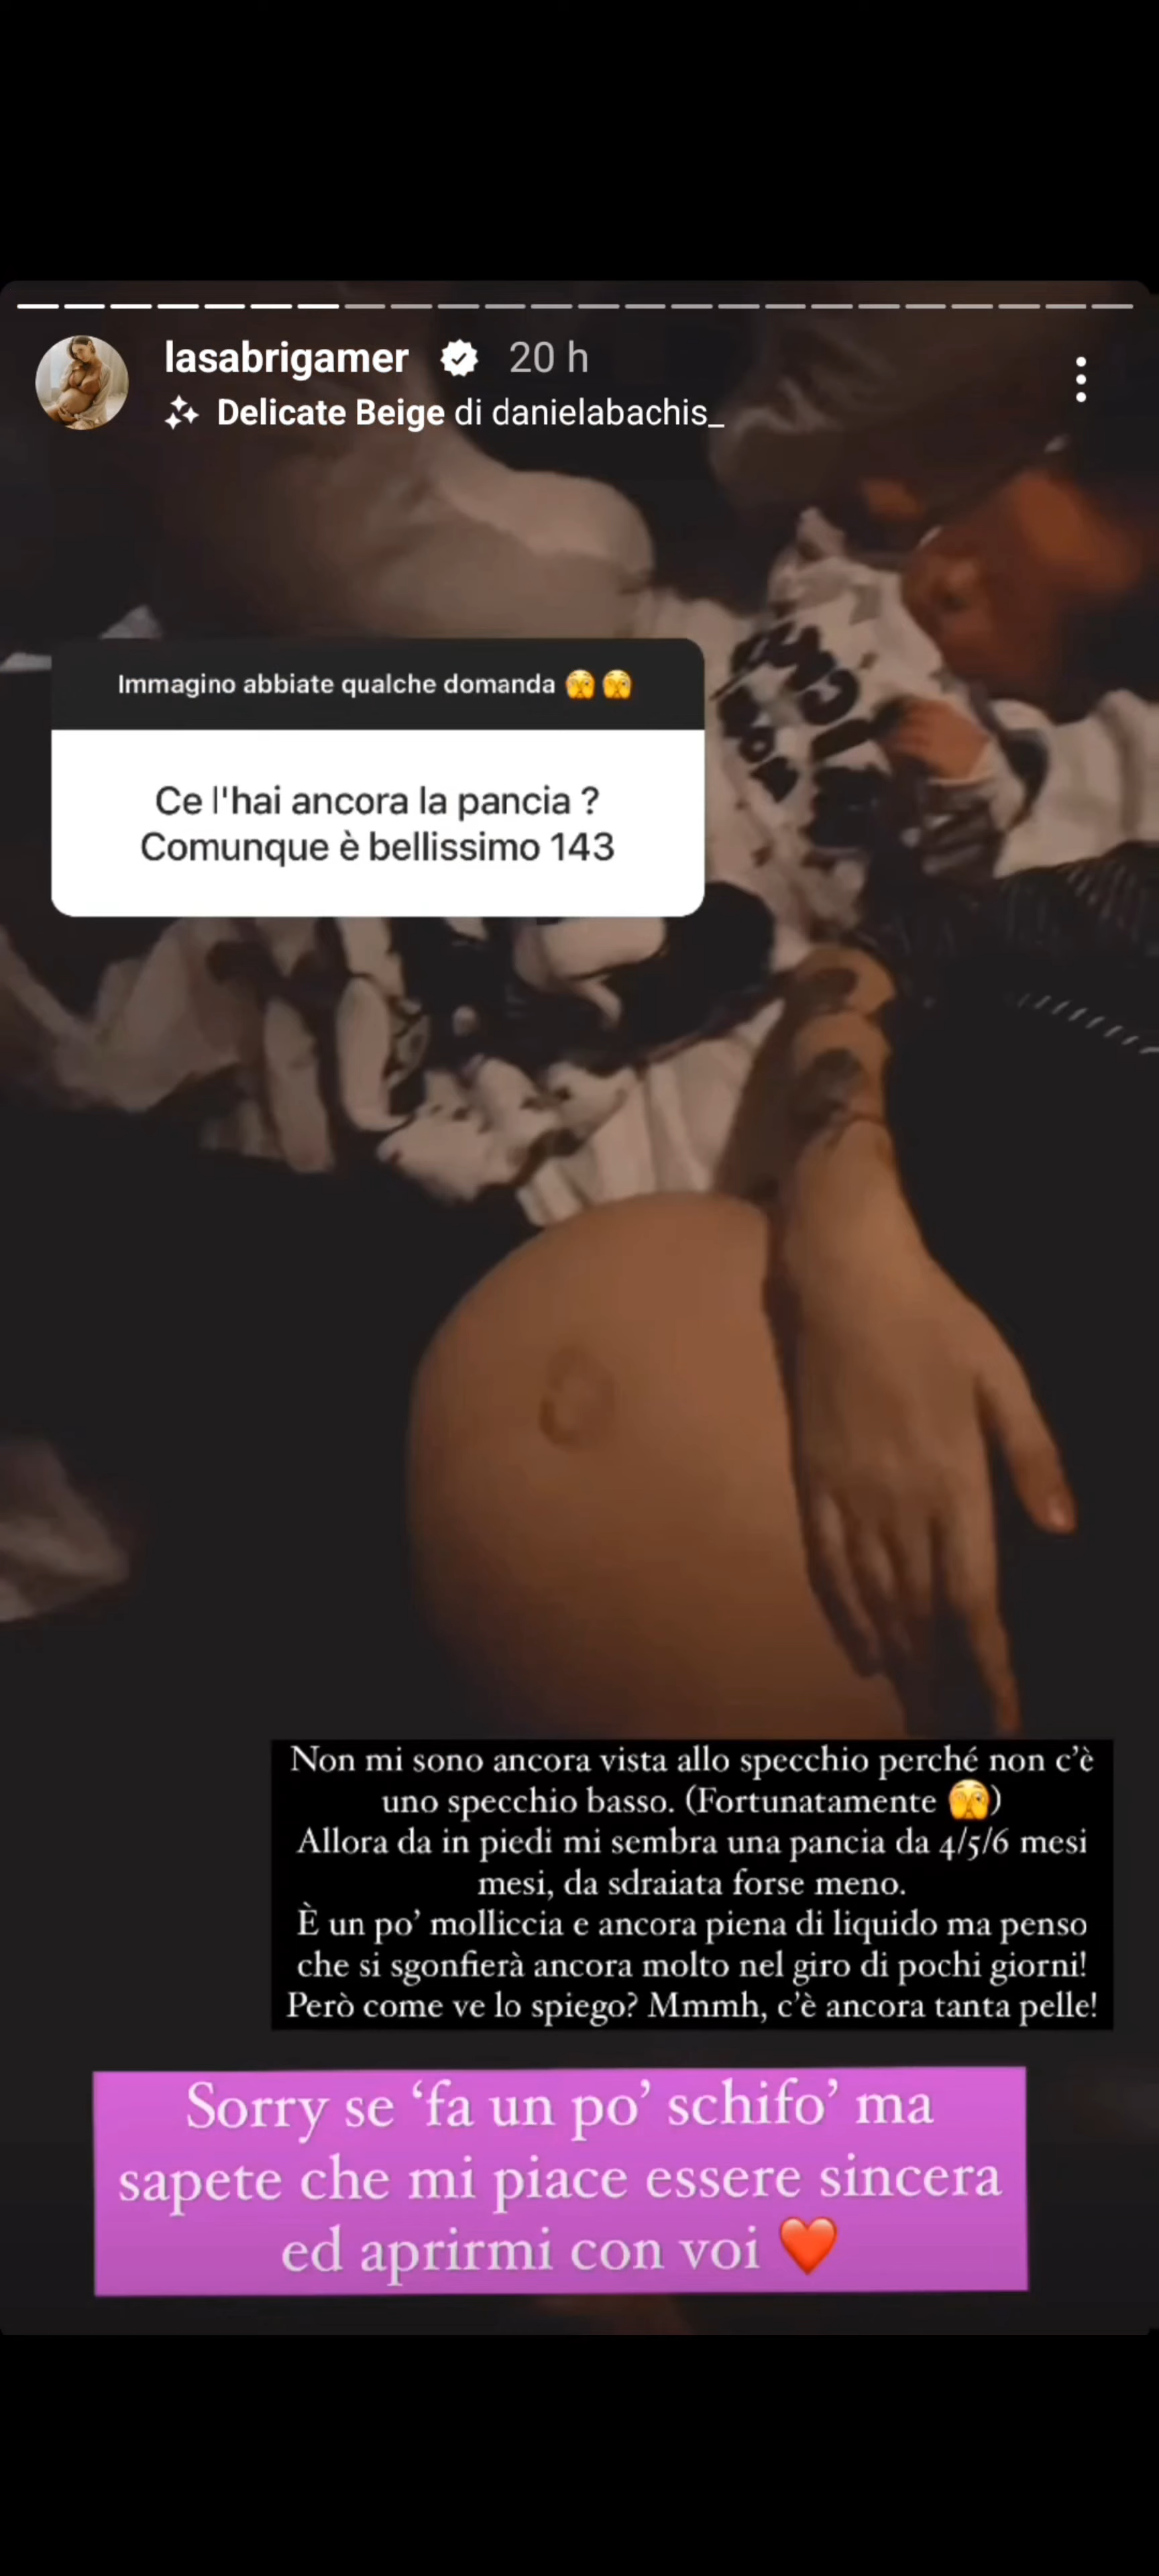 lasabrigamer 20 h
Delicate Beige di danielabachis_
Immagino abbiate qualche domanda 🫣🫣
Ce l'hai ancora la pancia ?
Comunque è bellissimo 143
Non mi sono ancora vista allo specchio perché non c’è
uno specchio basso. (Fortunatamente 🫣)
Allora da in piedi mi sembra una pancia da 4/5/6 mesi
mesi, da sdraiata forse meno.
È un po’ molliccia e ancora piena di liquido ma penso
che si sgonfierà ancora molto nel giro di pochi giorni!
Però come ve lo spiego? Mmmh, c’è ancora tanta pelle!
Sorry se ‘fa un po’ schifo’ ma
sapete che mi piace essere sincera
ed aprirmi con voi ❤️